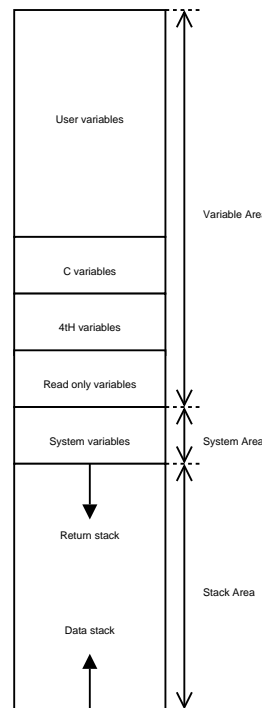 User variables
Variable Are
C variables
4tH variables
Read only variables
System variables
System Area
Return stack
Stack Area
Data stack